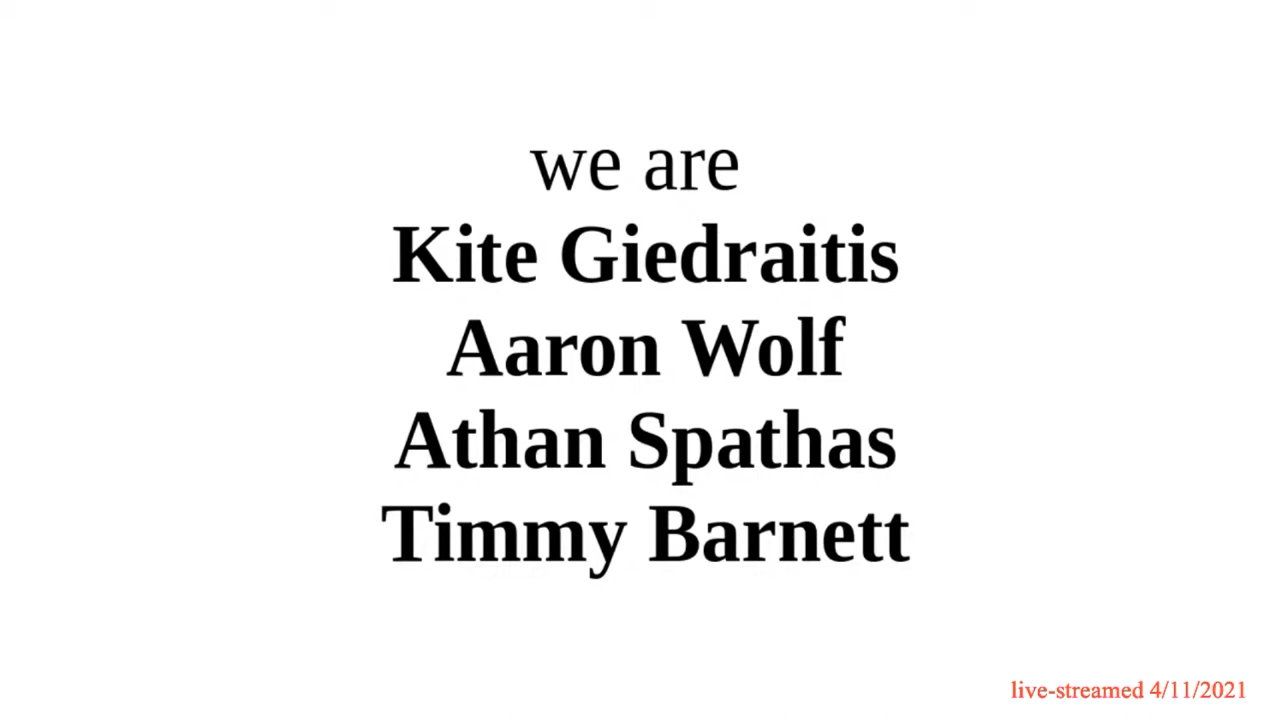 we are
Kite Giedraitis
Aaron Wolf
Athan Spathas
Timmy Barnett
live-streamed 4/11/2021